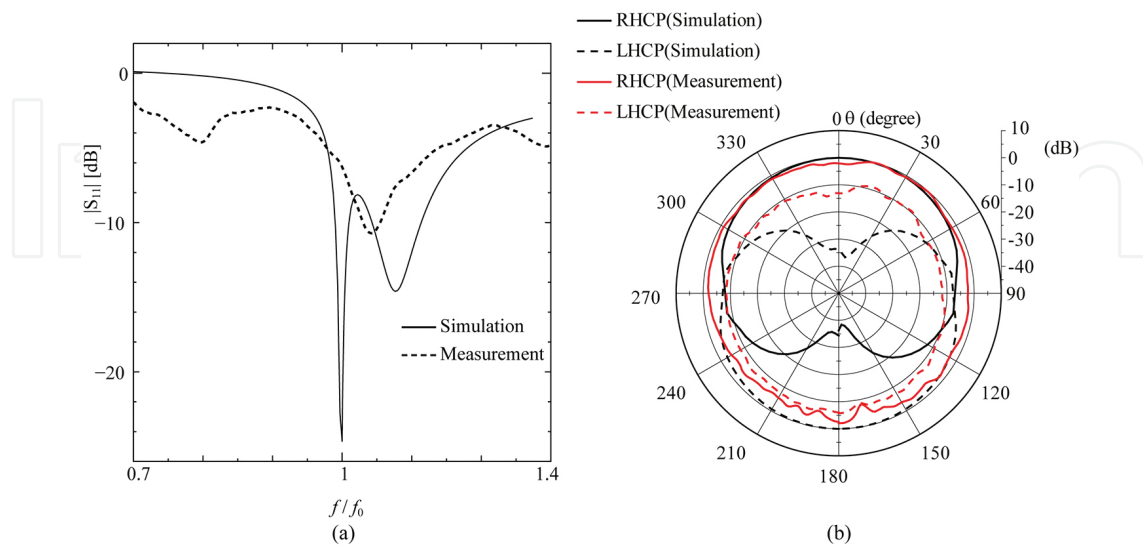 RHCP(Simulation)
LHCP(Simulation)
RHCP(Measurement)
LHCP(Measurement)
0
−10
−20
|S₁₁| [dB]
Simulation
Measurement
0.7
1
1.4
f / f₀
(a)
0 θ (degree)
30
60
90
120
150
180
210
240
270
300
330
10
0
−10
−20
−30
−40
(dB)
(b)